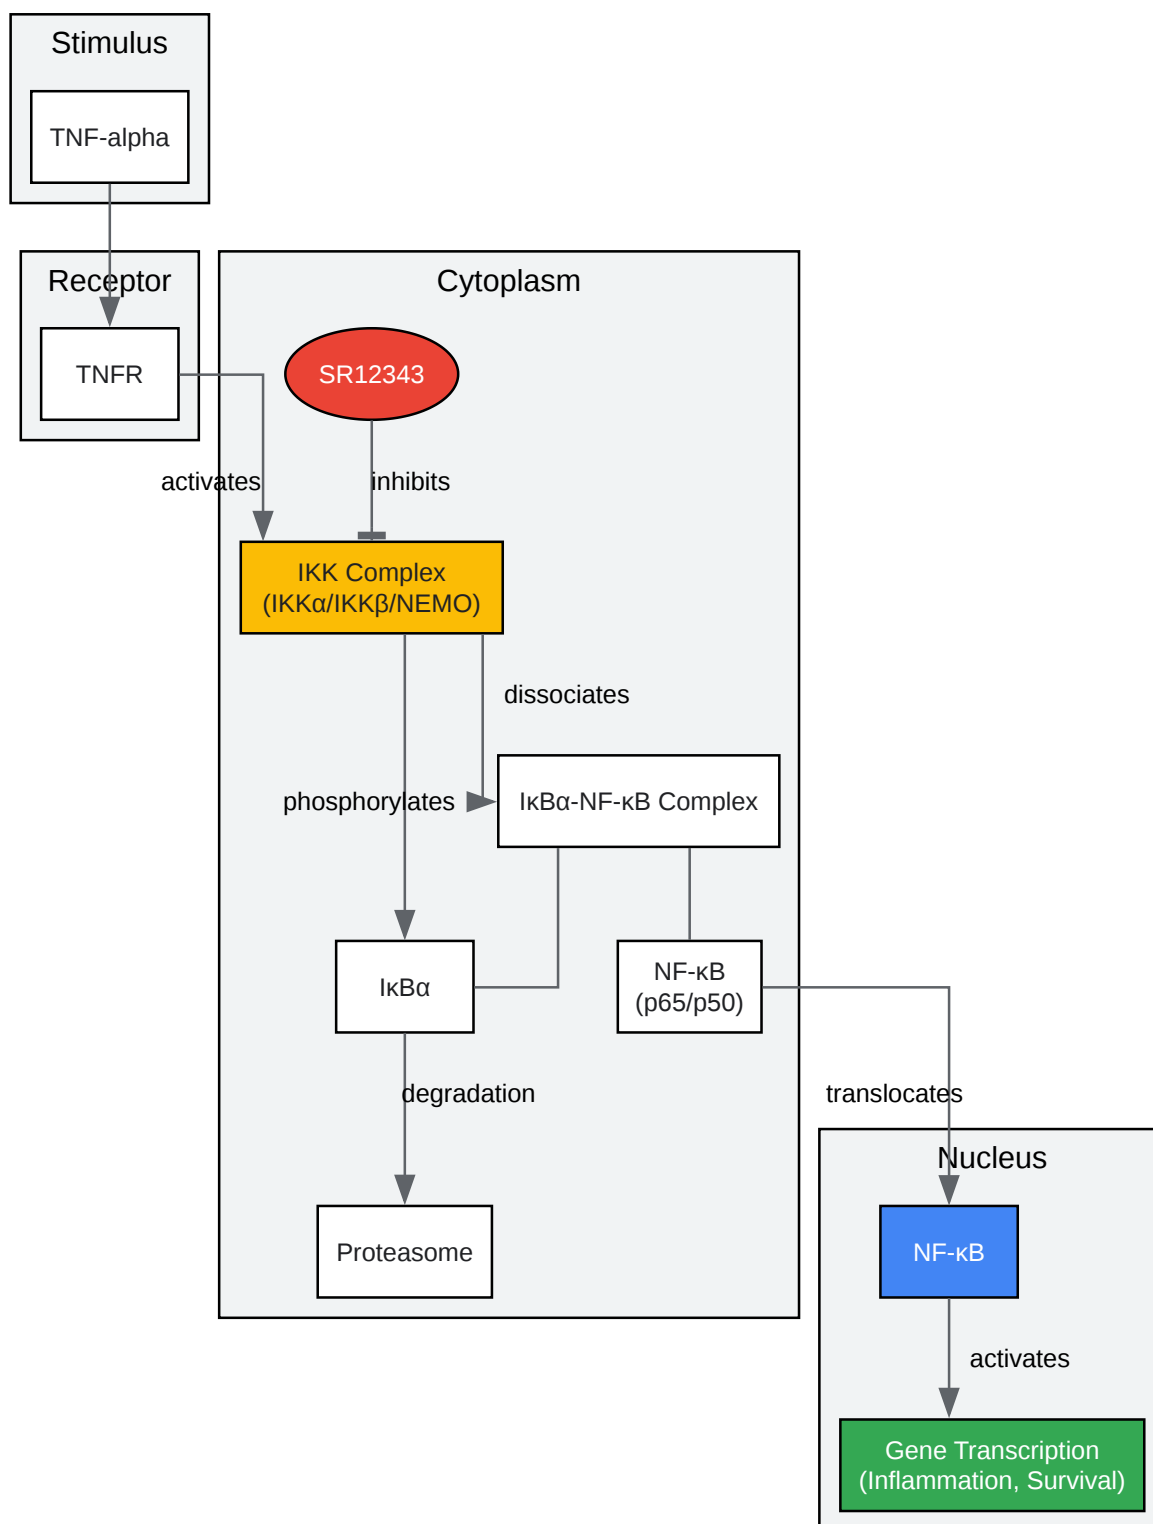 Stimulus
TNF-alpha
Receptor
TNFR
Cytoplasm
SR12343
activates
inhibits
IKK Complex
(IKKα/IKKβ/NEMO)
dissociates
phosphorylates
IκBα-NF-κB Complex
IκBα
NF-κB
(p65/p50)
degradation
translocates
Proteasome
Nucleus
NF-κB
activates
Gene Transcription
(Inflammation, Survival)